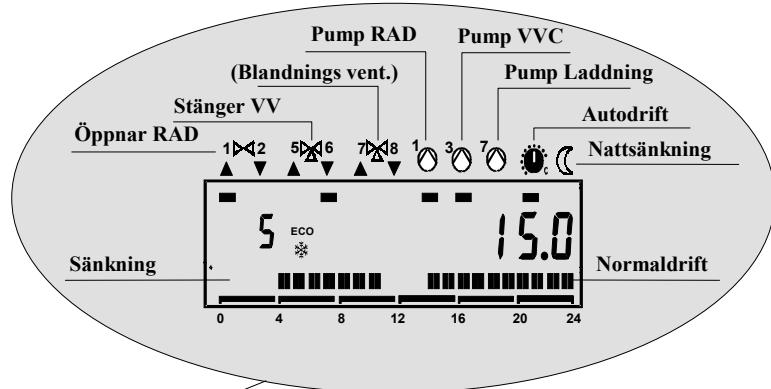 Pump RAD
Pump VVC
(Blandnings vent.)
Pump Laddning
Stänger VV
Autodrift
Öppnar RAD
Nattsänkning
1 2 5 6 7 8 1 3 7 c
5 ECO 15.0
Sänkning
Normaldrift
0 4 8 12 16 20 24